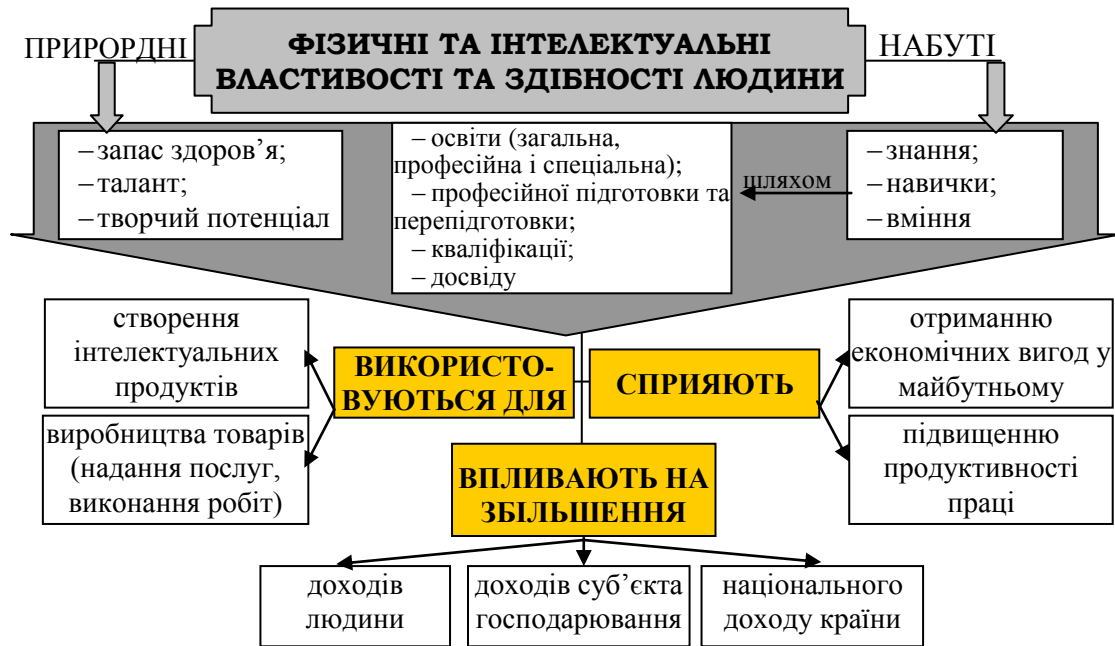 ПРИРОРДНІ
ФІЗИЧНІ ТА ІНТЕЛЕКТУАЛЬНІ
ВЛАСТИВОСТІ ТА ЗДІБНОСТІ ЛЮДИНИ
НАБУТІ
–запас здоров’я;
–талант;
–творчий потенціал
– освіти (загальна,
професійна і спеціальна);
– професійної підготовки та
перепідготовки;
– кваліфікації;
– досвіду
шляхом
–знання;
–навички;
–вміння
створення
інтелектуальних
продуктів
виробництва товарів
(надання послуг,
виконання робіт)
ВИКОРИСТО-
ВУЮТЬСЯ ДЛЯ
СПРИЯЮТЬ
отриманню
економічних вигод у
майбутньому
підвищенню
продуктивності
праці
ВПЛИВАЮТЬ НА
ЗБІЛЬШЕННЯ
доходів
людини
доходів суб’єкта
господарювання
національного
доходу країни